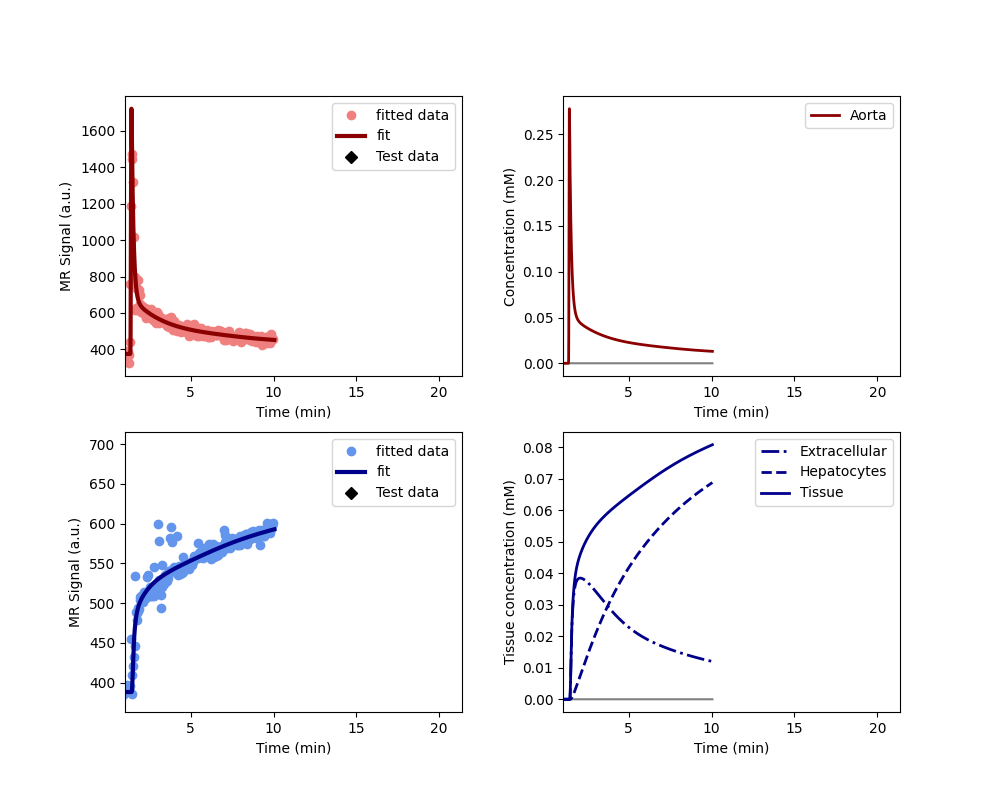 MR Signal (a.u.)
1600
1400
1200
1000
800
600
400
fitted data
fit
Test data
5
10
15
20
Time (min)
Concentration (mM)
0.25
0.20
0.15
0.10
0.05
0.00
Aorta
5
10
15
20
Time (min)
MR Signal (a.u.)
700
650
600
550
500
450
400
fitted data
fit
Test data
5
10
15
20
Time (min)
Tissue concentration (mM)
0.08
0.07
0.06
0.05
0.04
0.03
0.02
0.01
0.00
Extracellular
Hepatocytes
Tissue
5
10
15
20
Time (min)